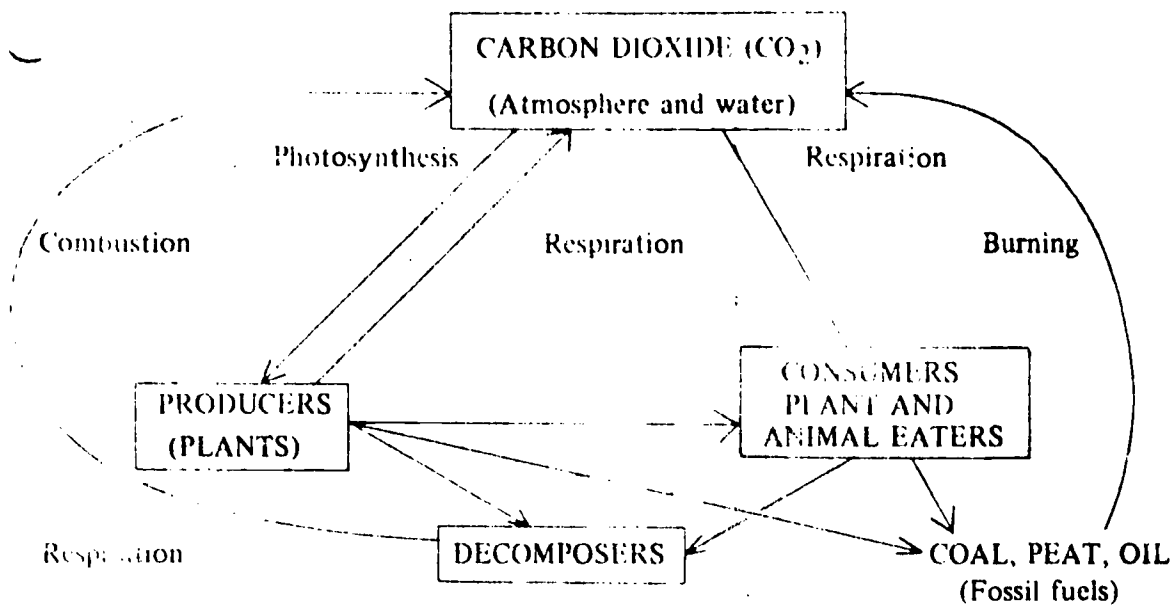 CARBON DIOXIDE (CO2)
(Atmosphere and water)
Photosynthesis
Respiration
Combustion
Respiration
Burning
CONSUMERS
PLANT AND
ANIMAL EATERS
PRODUCERS
(PLANTS)
Respiration
DECOMPOSERS
COAL, PEAT, OIL
(Fossil fuels)